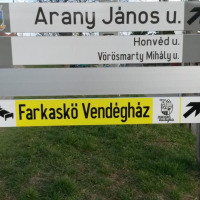 Arany János u.
Honvéd u.
Vörösmarty Mihály u.
Farkaskő Vendégház